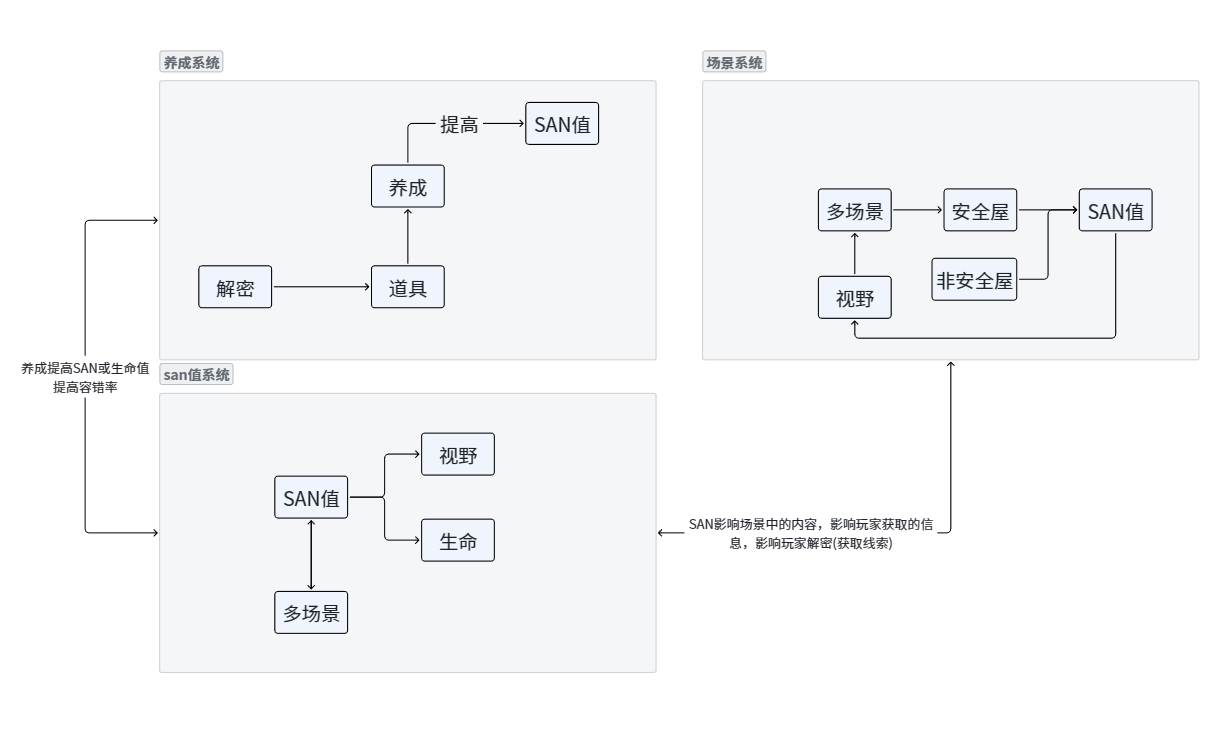 养成系统
提高
SAN值
养成
解密
道具
场景系统
多场景
安全屋
SAN值
非安全屋
视野
养成提高SAN或生命值
提高容错率
san值系统
视野
SAN值
生命
多场景
SAN影响场景中的内容，影响玩家获取的信
息，影响玩家解密(获取线索)